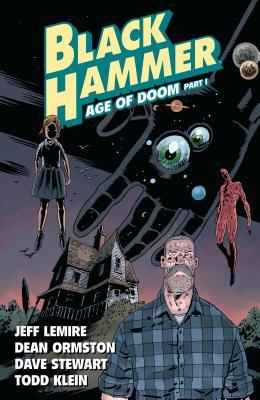 BLACK
HAMMER
AGE OF DOOM PART I
JEFF LEMIRE
DEAN ORMSTON
DAVE STEWART
TODD KLEIN